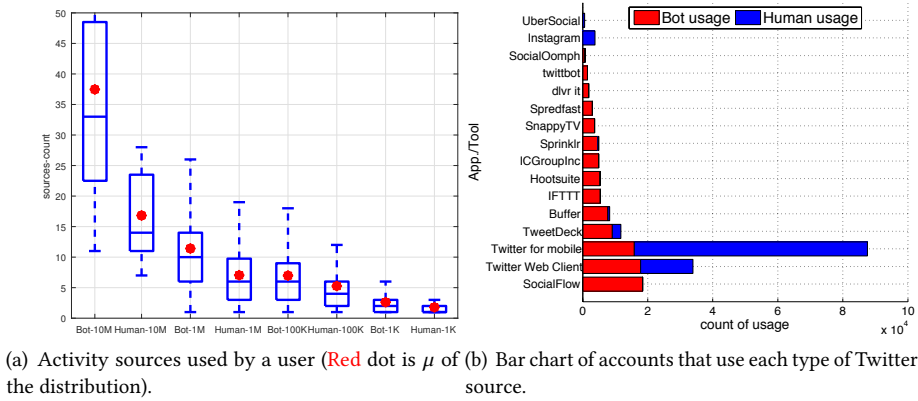 50
45
40
35
30
25
20
15
10
5
0
sources-count
Bot-10M Human-10M Bot-1M Human-1M Bot-100K Human-100K Bot-1K Human-1K
(a) Activity sources used by a user (Red dot is μ of
the distribution).
Bot usage Human usage
App./Tool
UberSocial
Instagram
SocialOomph
twittbot
dlvr it
Spredfast
SnappyTV
Sprinklr
ICGroupInc
Hootsuite
IFTTT
Buffer
TweetDeck
Twitter for mobile
Twitter Web Client
SocialFlow
0 2 4 6 8 10
count of usage
x 10⁴
(b) Bar chart of accounts that use each type of Twitter
source.